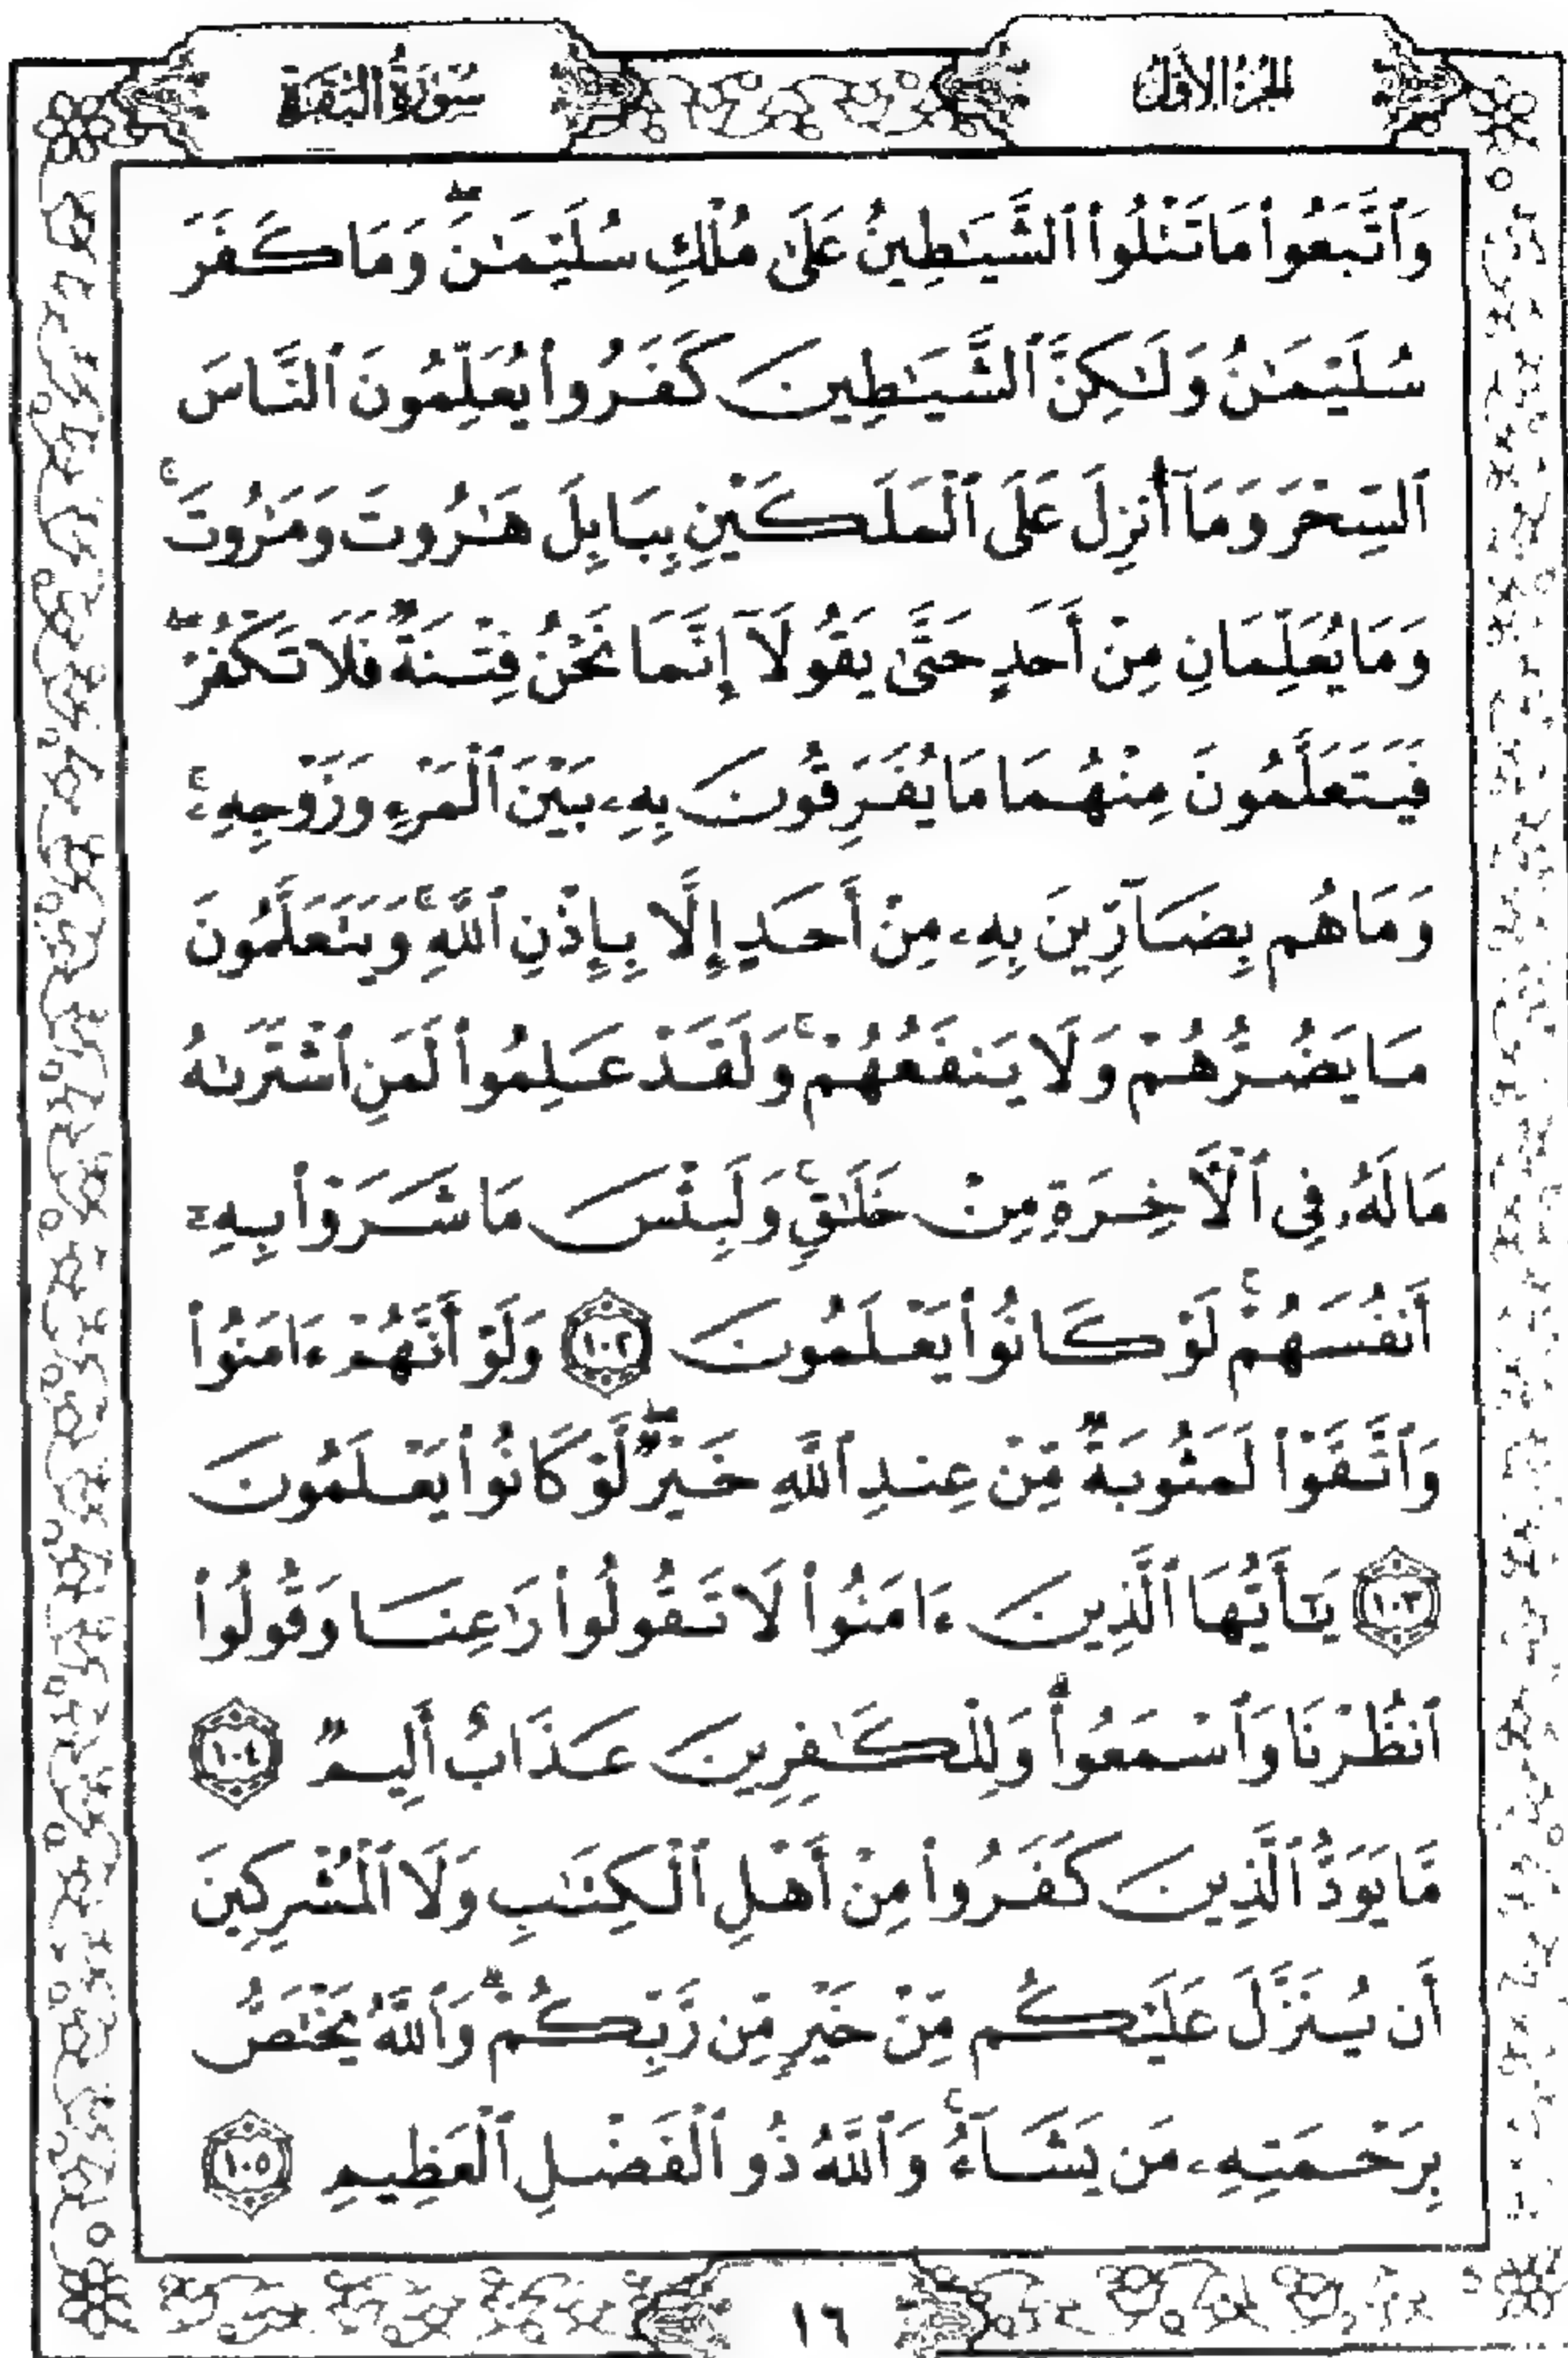 الجزء الأول
سورة البقرة
وَٱتَّبَعُوا۟ مَا تَتْلُوا۟ ٱلشَّيَـٰطِينُ عَلَىٰ مُلْكِ سُلَيْمَـٰنَ ۖ وَمَا كَفَرَ
سُلَيْمَـٰنُ وَلَـٰكِنَّ ٱلشَّيَـٰطِينَ كَفَرُوا۟ يُعَلِّمُونَ ٱلنَّاسَ
ٱلسِّحْرَ وَمَآ أُنزِلَ عَلَى ٱلْمَلَكَيْنِ بِبَابِلَ هَـٰرُوتَ وَمَـٰرُوتَ ۚ
وَمَا يُعَلِّمَانِ مِنْ أَحَدٍ حَتَّىٰ يَقُولَآ إِنَّمَا نَحْنُ فِتْنَةٌ فَلَا تَكْفُرْ ۖ
فَيَتَعَلَّمُونَ مِنْهُمَا مَا يُفَرِّقُونَ بِهِۦ بَيْنَ ٱلْمَرْءِ وَزَوْجِهِۦ ۚ
وَمَا هُم بِضَآرِّينَ بِهِۦ مِنْ أَحَدٍ إِلَّا بِإِذْنِ ٱللَّهِ ۚ وَيَتَعَلَّمُونَ
مَا يَضُرُّهُمْ وَلَا يَنفَعُهُمْ ۚ وَلَقَدْ عَلِمُوا۟ لَمَنِ ٱشْتَرَىٰهُ
مَا لَهُۥ فِى ٱلْـَٔاخِرَةِ مِنْ خَلَـٰقٍ ۚ وَلَبِئْسَ مَا شَرَوْا۟ بِهِۦٓ
أَنفُسَهُمْ ۚ لَوْ كَانُوا۟ يَعْلَمُونَ ١٠٢ وَلَوْ أَنَّهُمْ ءَامَنُوا۟
وَٱتَّقَوْا۟ لَمَثُوبَةٌ مِّنْ عِندِ ٱللَّهِ خَيْرٌ ۖ لَّوْ كَانُوا۟ يَعْلَمُونَ
١٠٣ يَـٰٓأَيُّهَا ٱلَّذِينَ ءَامَنُوا۟ لَا تَقُولُوا۟ رَٰعِنَا وَقُولُوا۟
ٱنظُرْنَا وَٱسْمَعُوا۟ ۗ وَلِلْكَـٰفِرِينَ عَذَابٌ أَلِيمٌ ١٠٤
مَّا يَوَدُّ ٱلَّذِينَ كَفَرُوا۟ مِنْ أَهْلِ ٱلْكِتَـٰبِ وَلَا ٱلْمُشْرِكِينَ
أَن يُنَزَّلَ عَلَيْكُم مِّنْ خَيْرٍ مِّن رَّبِّكُمْ ۗ وَٱللَّهُ يَخْتَصُّ
بِرَحْمَتِهِۦ مَن يَشَآءُ ۚ وَٱللَّهُ ذُو ٱلْفَضْلِ ٱلْعَظِيمِ ١٠٥
١٦